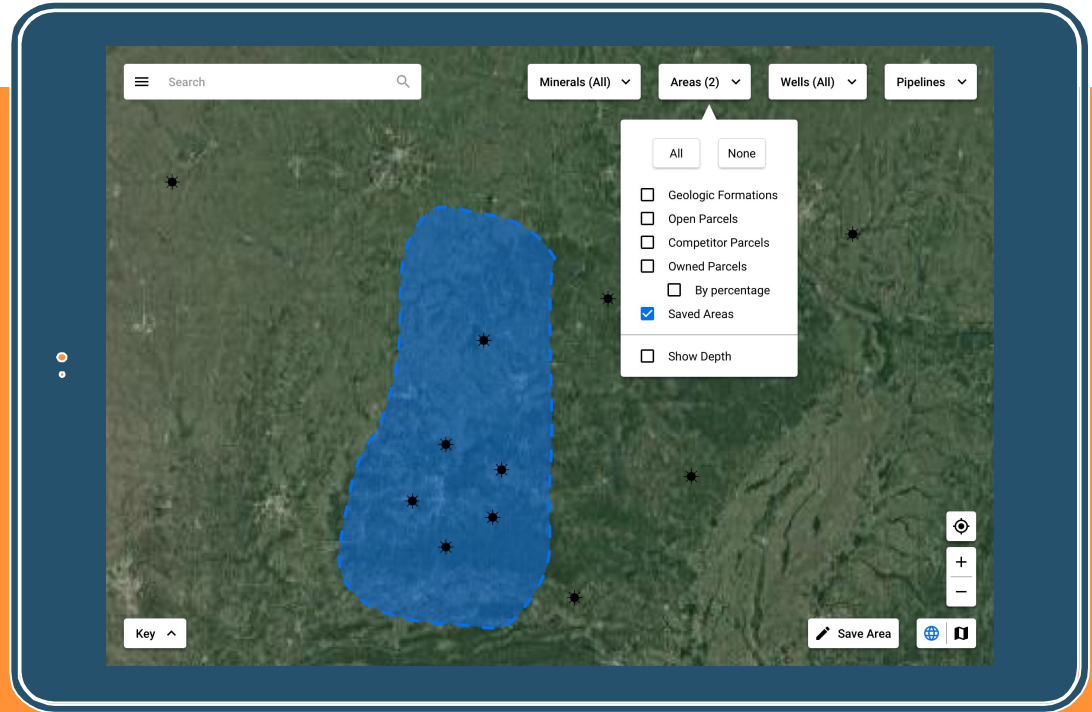 Search
Minerals (All)
Areas (2)
Wells (All)
Pipelines
All
None
Geologic Formations
Open Parcels
Competitor Parcels
Owned Parcels
By percentage
Saved Areas
Show Depth
Key
Save Area